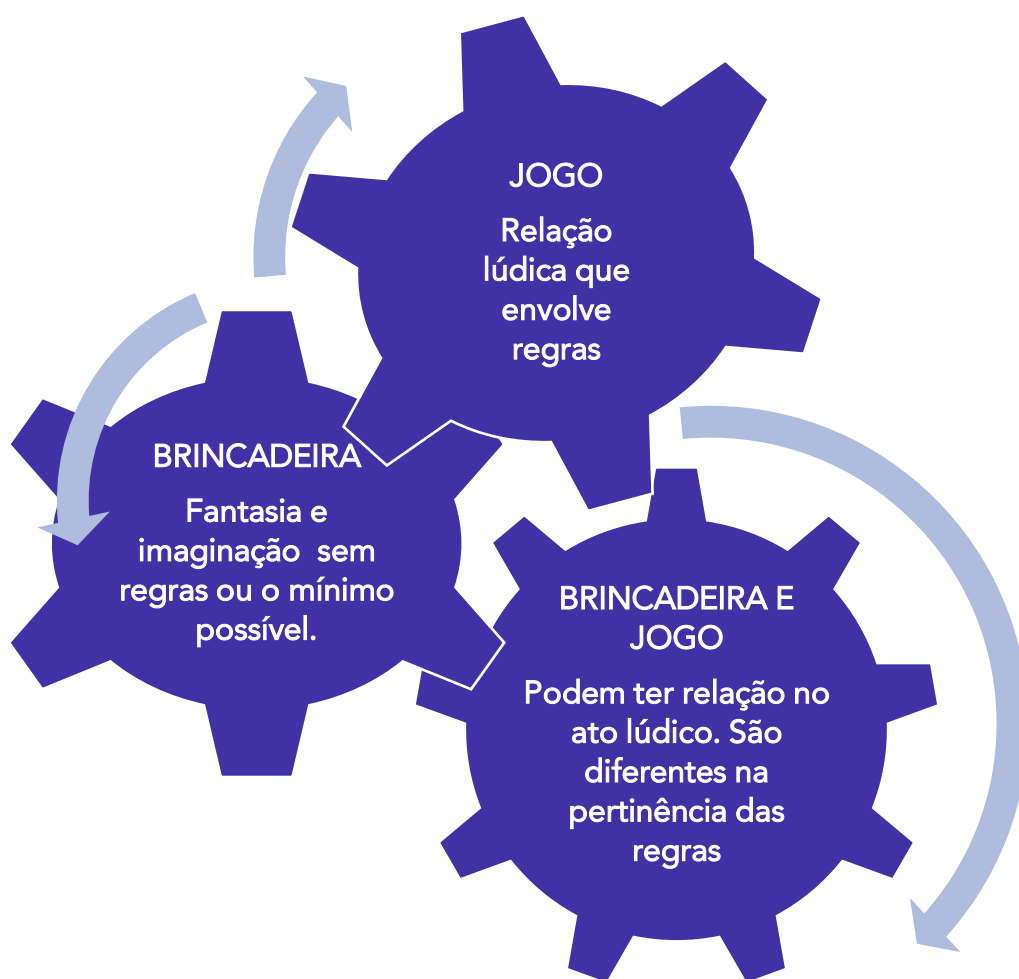 JOGO
Relação
lúdica que
envolve
regras
BRINCADEIRA
Fantasia e
imaginação sem
regras ou o mínimo
possível.
BRINCADEIRA E
JOGO
Podem ter relação no
ato lúdico. São
diferentes na
pertinência das
regras